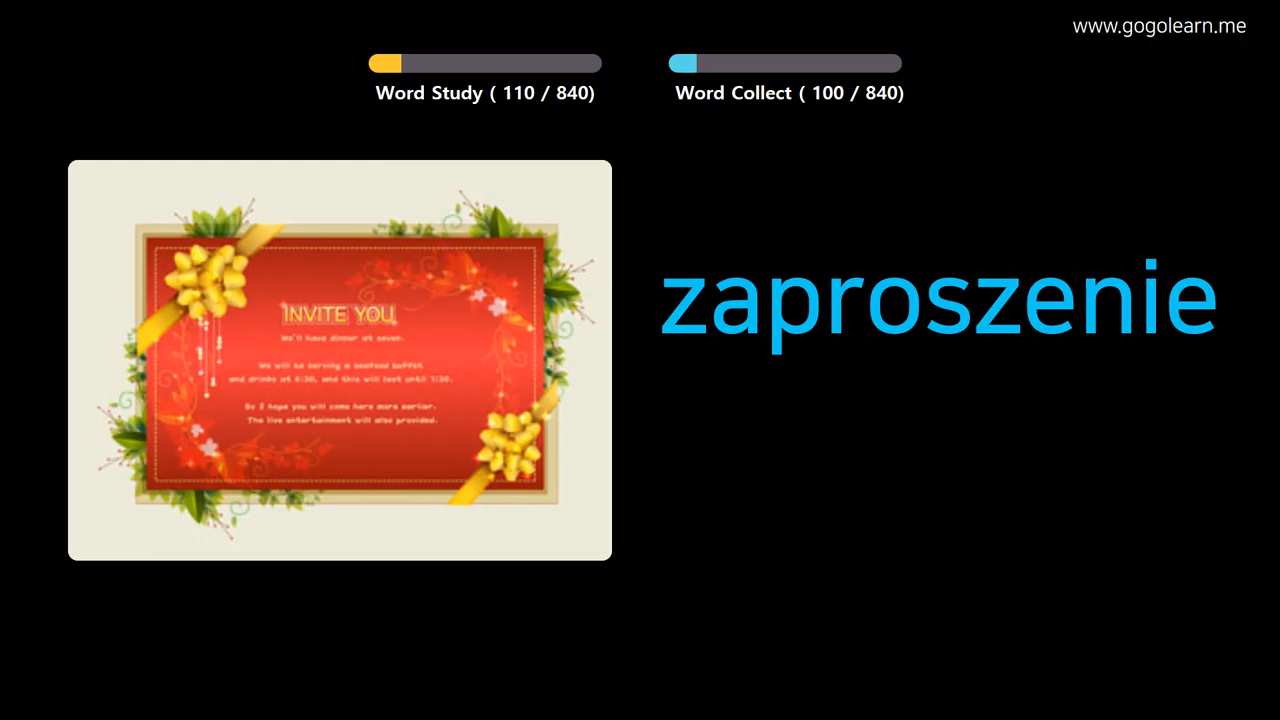 www.gogolearn.me
Word Study ( 110 / 840)
Word Collect ( 100 / 840)
INVITE YOU
We'll have dinner at seven.
We will be serving a seafood buffet
and drinks at 6:30, and this will last until 7:30.
So I hope you will come here more earlier.
The live entertainment will also provided.
zaproszenie